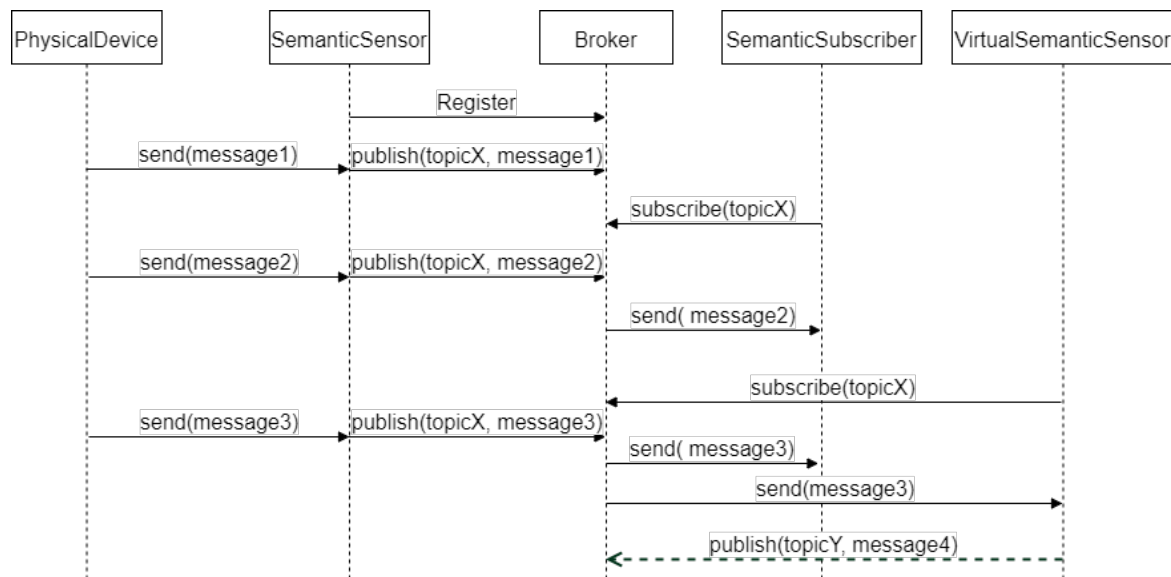 PhysicalDevice
SemanticSensor
Broker
SemanticSubscriber
VirtualSemanticSensor
Register
send(message1)
publish(topicX, message1)
subscribe(topicX)
send(message2)
publish(topicX, message2)
send( message2)
subscribe(topicX)
send(message3)
publish(topicX, message3)
send( message3)
send(message3)
publish(topicY, message4)